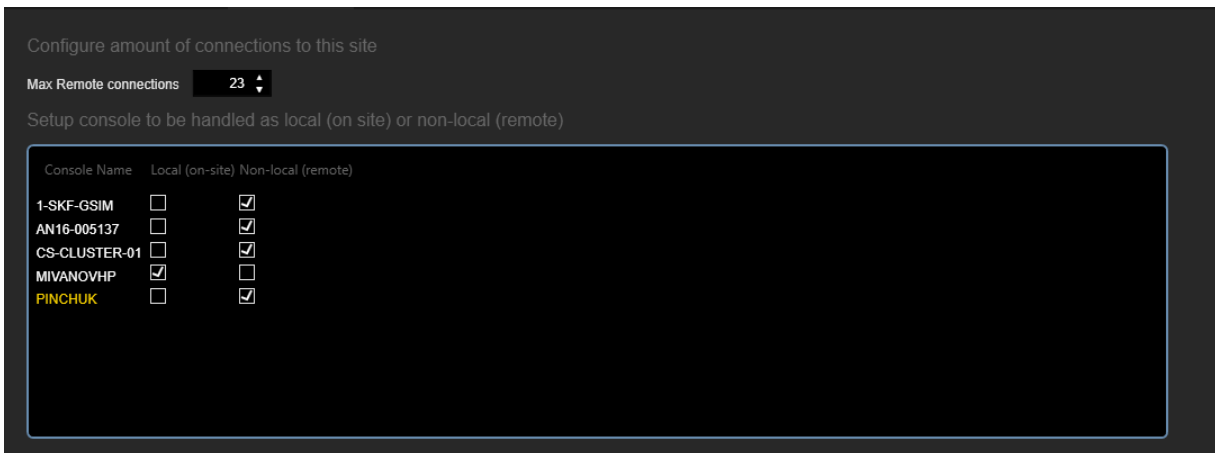 Configure amount of connections to this site
Max Remote connections 23
Setup console to be handled as local (on site) or non-local (remote)
Console Name Local (on-site) Non-local (remote)
1-SKF-GSIM
AN16-005137
CS-CLUSTER-01
MIVANOVHP
PINCHUK